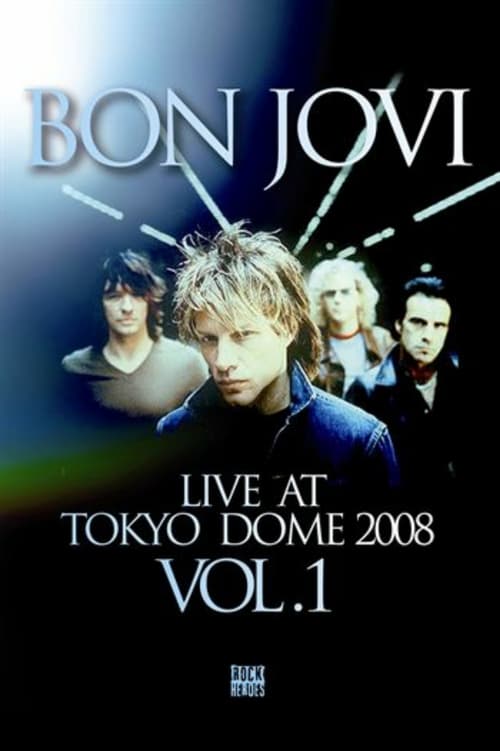 BON JOVI
LIVE AT
TOKYO DOME 2008
VOL.1
ROCK
HEROES